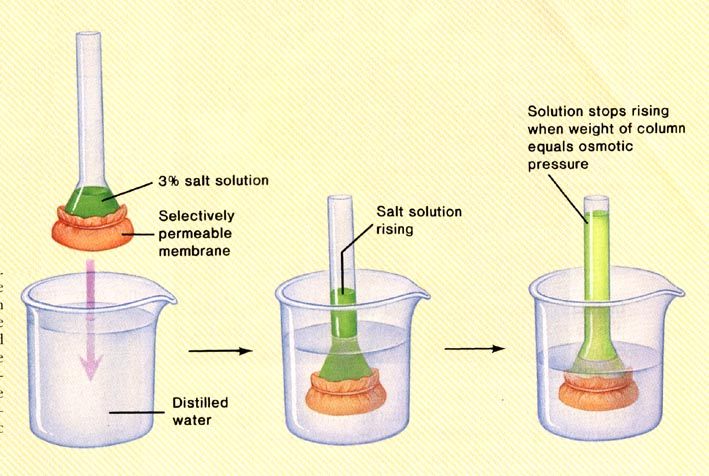 3% salt solution
Selectively
permeable
membrane
Distilled
water
Salt solution
rising
Solution stops rising
when weight of column
equals osmotic
pressure